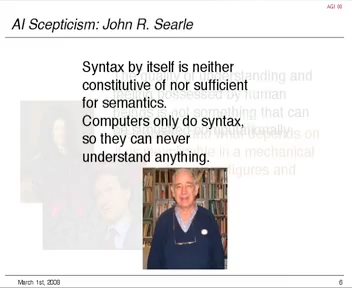 AGI 08
AI Scepticism: John R. Searle
Syntax by itself is neither
constitutive of nor sufficient
for semantics.
Computers only do syntax,
so they can never
understand anything.
March 1st, 2008
6